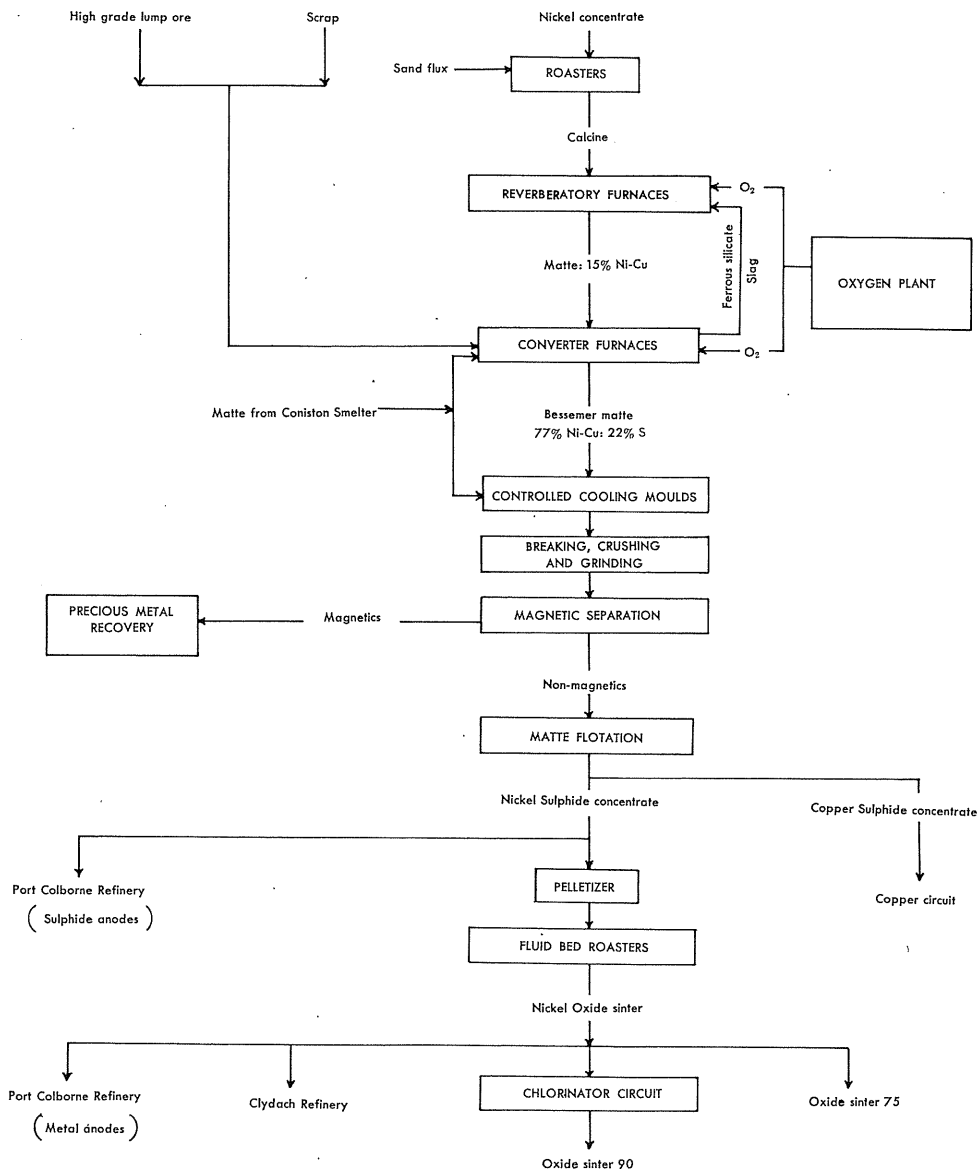 High grade lump ore
Scrap
Nickel concentrate
Sand flux
ROASTERS
Calcine
REVERBERATORY FURNACES
O₂
Ferrous silicate
Slag
Matte: 15% Ni-Cu
OXYGEN PLANT
CONVERTER FURNACES
O₂
Matte from Coniston Smelter
Bessemer matte
77% Ni-Cu: 22% S
CONTROLLED COOLING MOULDS
BREAKING, CRUSHING
AND GRINDING
PRECIOUS METAL
RECOVERY
Magnetics
MAGNETIC SEPARATION
Non-magnetics
MATTE FLOTATION
Nickel Sulphide concentrate
Copper Sulphide concentrate
Port Colborne Refinery
(Sulphide anodes)
PELLETIZER
Copper circuit
FLUID BED ROASTERS
Nickel Oxide sinter
Port Colborne Refinery
(Metal anodes)
Clydach Refinery
CHLORINATOR CIRCUIT
Oxide sinter 75
Oxide sinter 90